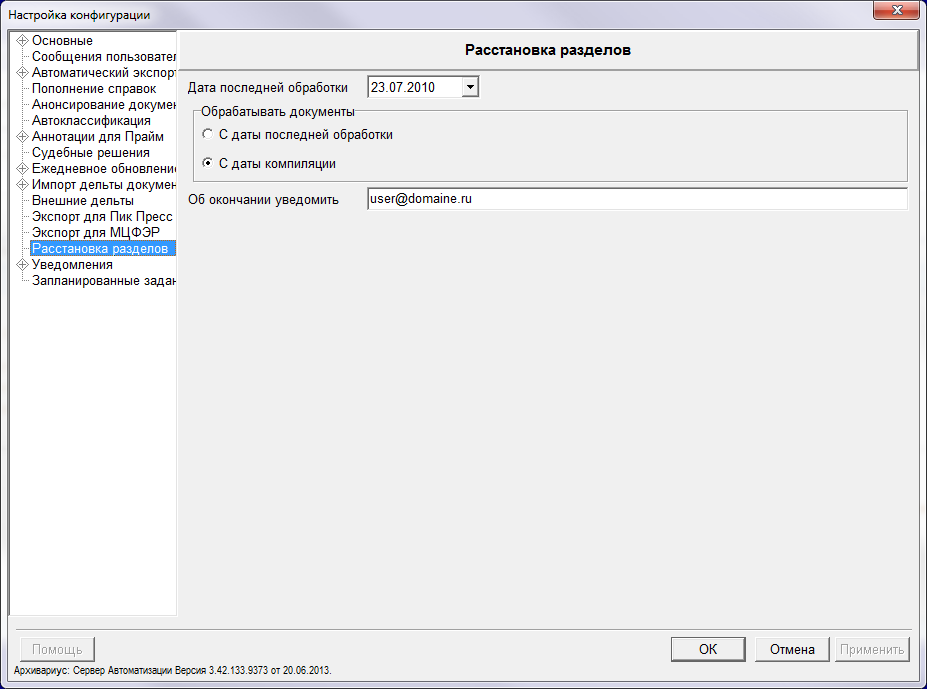 Настройка конфигурации
Основные
Сообщения пользовател
Автоматический экспорт
Пополнение справок
Анонсирование докумен
Автоклассификация
Аннотации для Прайм
Судебные решения
Ежедневное обновление
Импорт дельты докумен
Внешние дельты
Экспорт для Пик Пресс
Экспорт для МЦФЭР
Расстановка разделов
Уведомления
Запланированные задан
Расстановка разделов
Дата последней обработки 23.07.2010
Обрабатывать документы
С даты последней обработки
С даты компиляции
Об окончании уведомить user@domaine.ru
Помощь OK Отмена Применить
Архивариус: Сервер Автоматизации Версия 3.42.133.9373 от 20.06.2013.